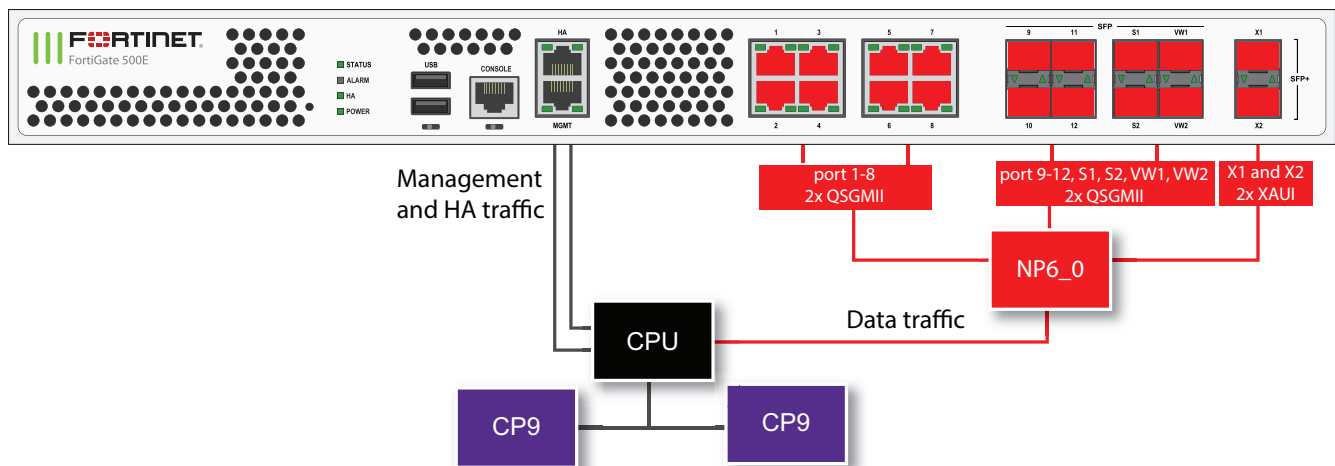 FORTINET
FortiGate 500E
STATUS
ALARM
HA
POWER
USB
CONSOLE
HA
MGMT
1 3
2 4
5 7
6 8
SFP
9 11 S1 VW1
10 12 S2 VW2
X1
X2
SFP+
Management
and HA traffic
port 1-8
2x QSGMII
port 9-12, S1, S2, VW1, VW2
2x QSGMII
X1 and X2
2x XAUI
NP6_0
Data traffic
CPU
CP9
CP9